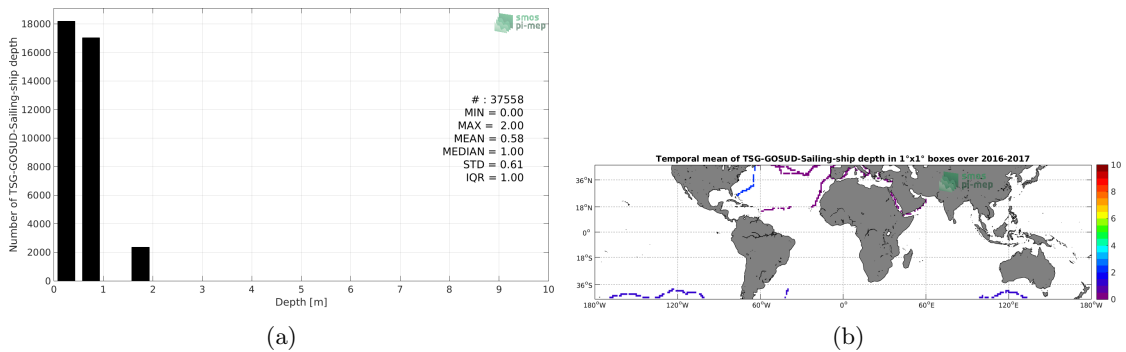 18000
16000
14000
12000
10000
8000
6000
4000
2000
0
Number of TSG-GOSUD-Sailing-ship depth
smos
pi-mep
# : 37558
MIN = 0.00
MAX = 2.00
MEAN = 0.58
MEDIAN = 1.00
STD = 0.61
IQR = 1.00
0 1 2 3 4 5 6 7 8 9 10
Depth [m]
(a)
Temporal mean of TSG-GOSUD-Sailing-ship depth in 1°x1° boxes over 2016-2017
smos
pi-mep
36°N
18°N
0°
18°S
36°S
180°W 120°W 60°W 0° 60°E 120°E 180°W
10
8
6
4
2
0
(b)